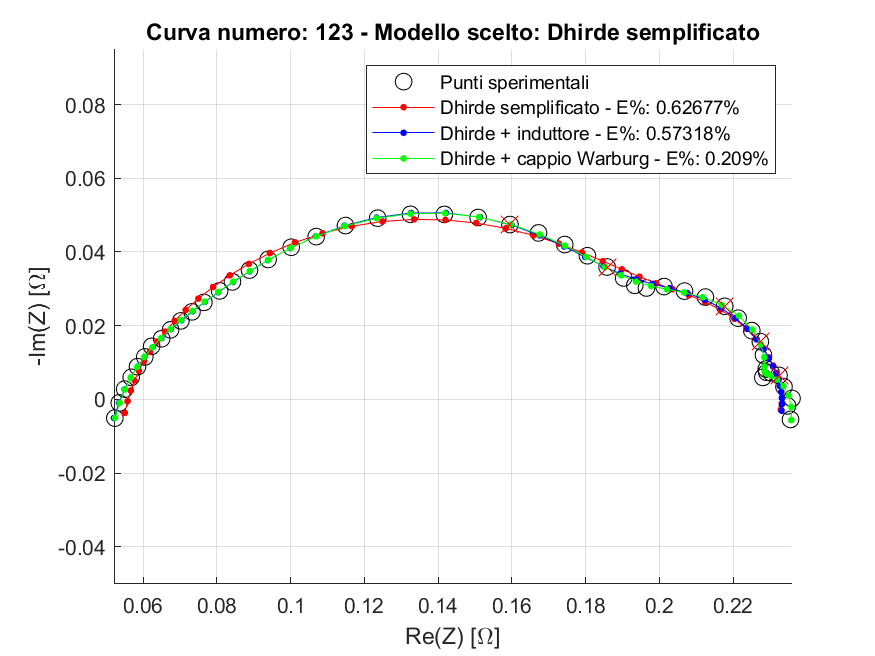 Curva numero: 123 - Modello scelto: Dhirde semplificato
Punti sperimentali
Dhirde semplificato - E%: 0.62677%
Dhirde + induttore - E%: 0.57318%
Dhirde + cappio Warburg - E%: 0.209%
0.08
0.06
0.04
0.02
0
-0.02
-0.04
-Im(Z) [Ω]
0.06 0.08 0.1 0.12 0.14 0.16 0.18 0.2 0.22
Re(Z) [Ω]